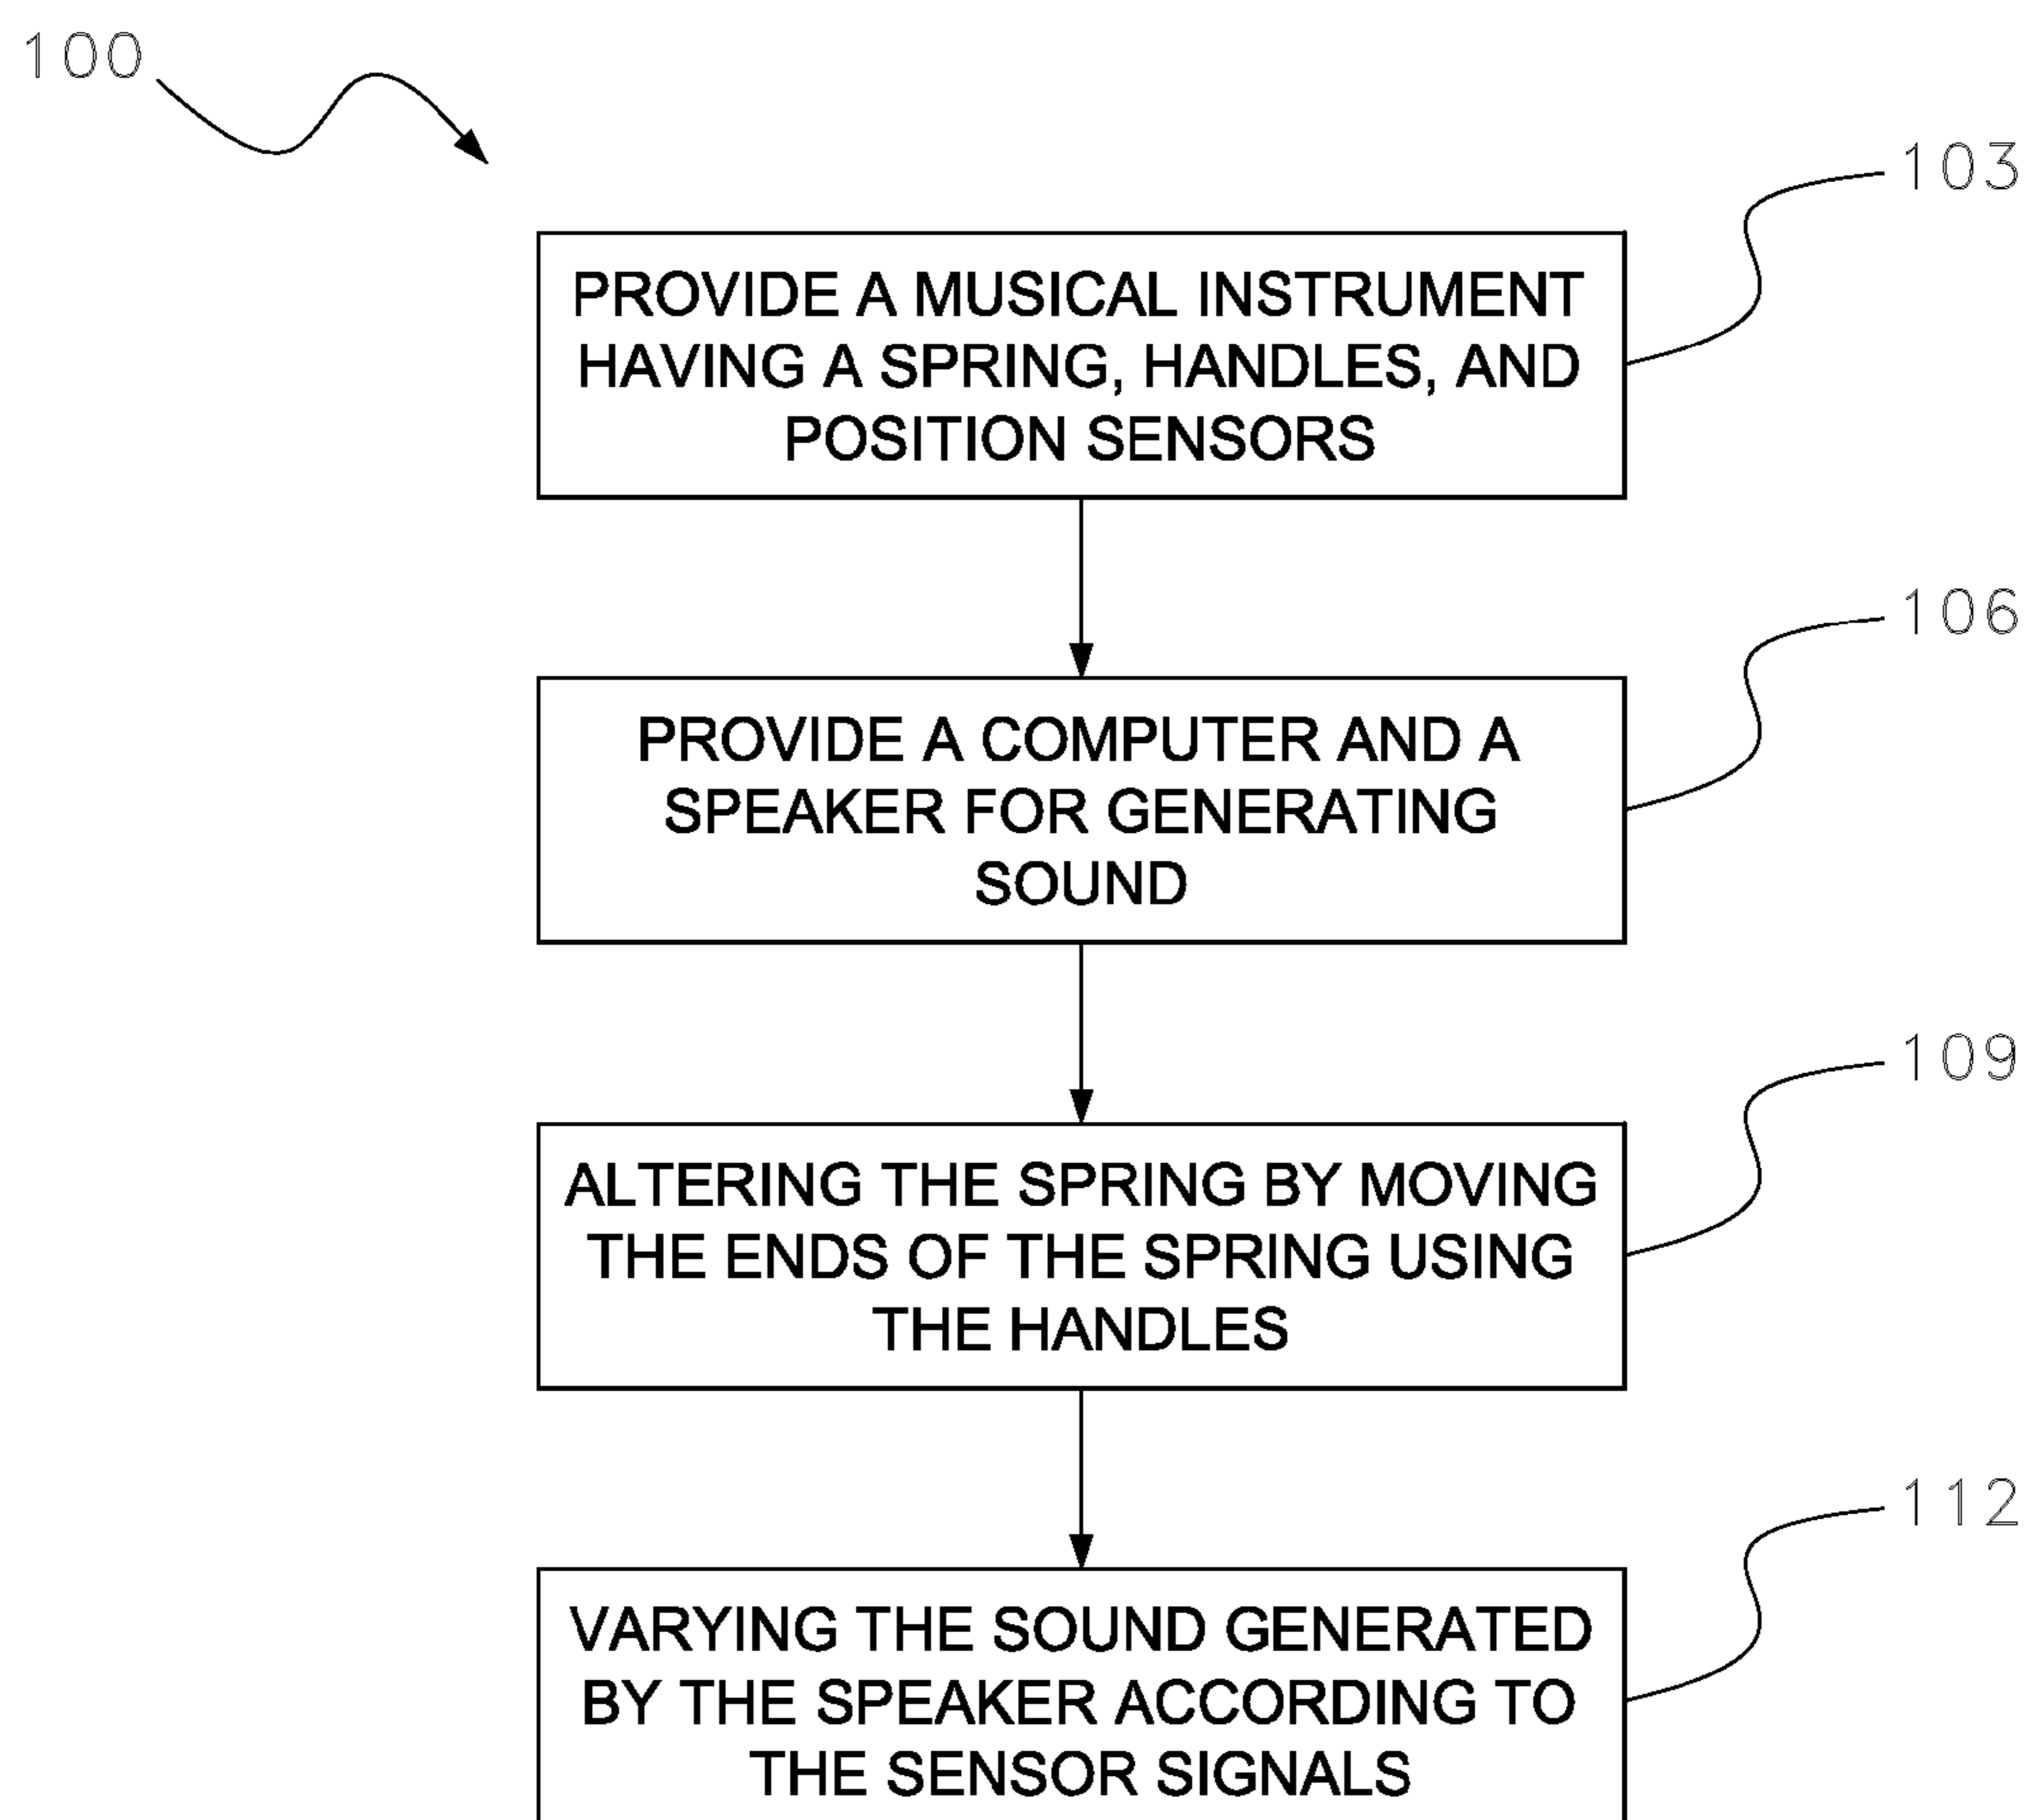 100
103
PROVIDE A MUSICAL INSTRUMENT
HAVING A SPRING, HANDLES, AND
POSITION SENSORS
106
PROVIDE A COMPUTER AND A
SPEAKER FOR GENERATING
SOUND
109
ALTERING THE SPRING BY MOVING
THE ENDS OF THE SPRING USING
THE HANDLES
112
VARYING THE SOUND GENERATED
BY THE SPEAKER ACCORDING TO
THE SENSOR SIGNALS